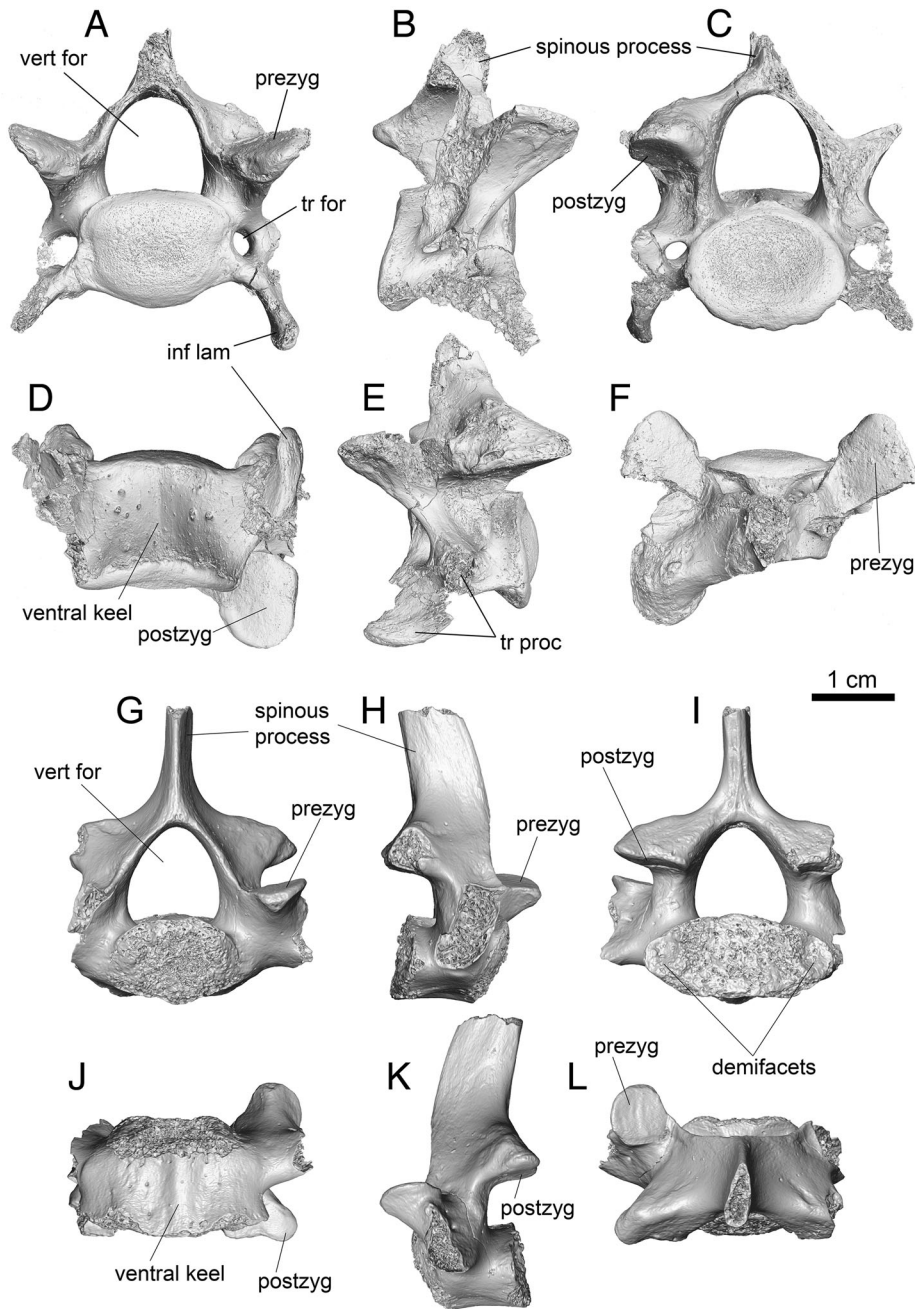 A
B
C
vert for
spinous process
prezyg
tr for
postzyg
inf lam
D
E
F
ventral keel
postzyg
tr proc
prezyg
1 cm
G
H
I
spinous
process
vert for
prezyg
prezyg
postzyg
demifacets
J
K
L
prezyg
postzyg
ventral keel
postzyg